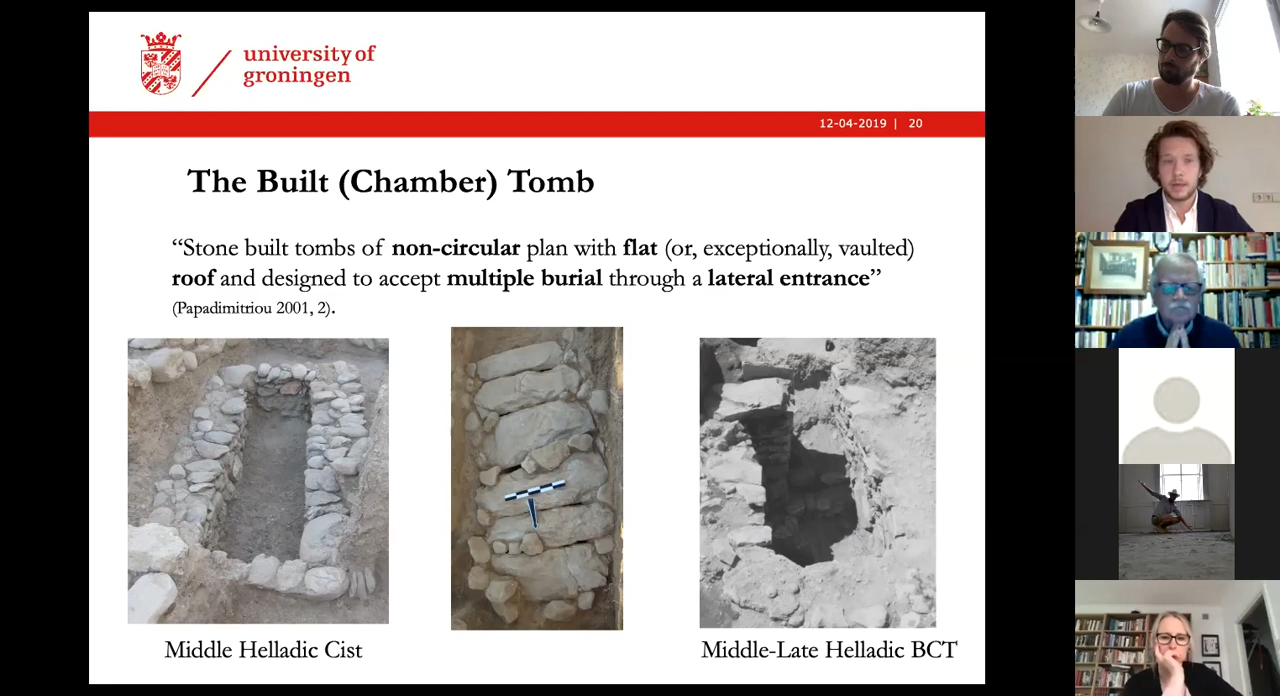 university of
groningen
12-04-2019 | 20
The Built (Chamber) Tomb
“Stone built tombs of non-circular plan with flat (or, exceptionally, vaulted)
roof and designed to accept multiple burial through a lateral entrance”
(Papadimitriou 2001, 2).
Middle Helladic Cist
Middle-Late Helladic BCT